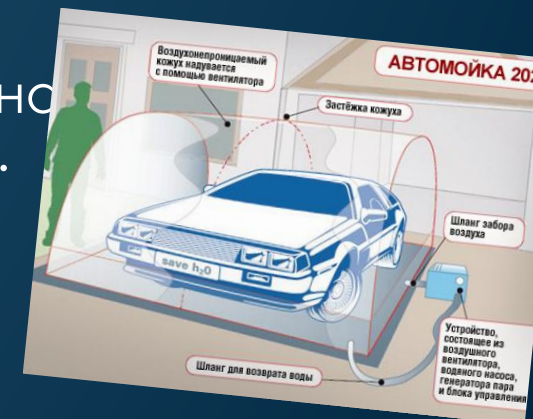 но
.
Воздухонепроницаемый
кожух надувается
с помощью вентилятора
АВТОМОЙКА 202
Застёжка кожуха
Шланг забора
воздуха
save h₂O
Устройство,
состоящее из
воздушного
вентилятора,
водяного насоса,
генератора пара
и блока управления
Шланг для возврата воды